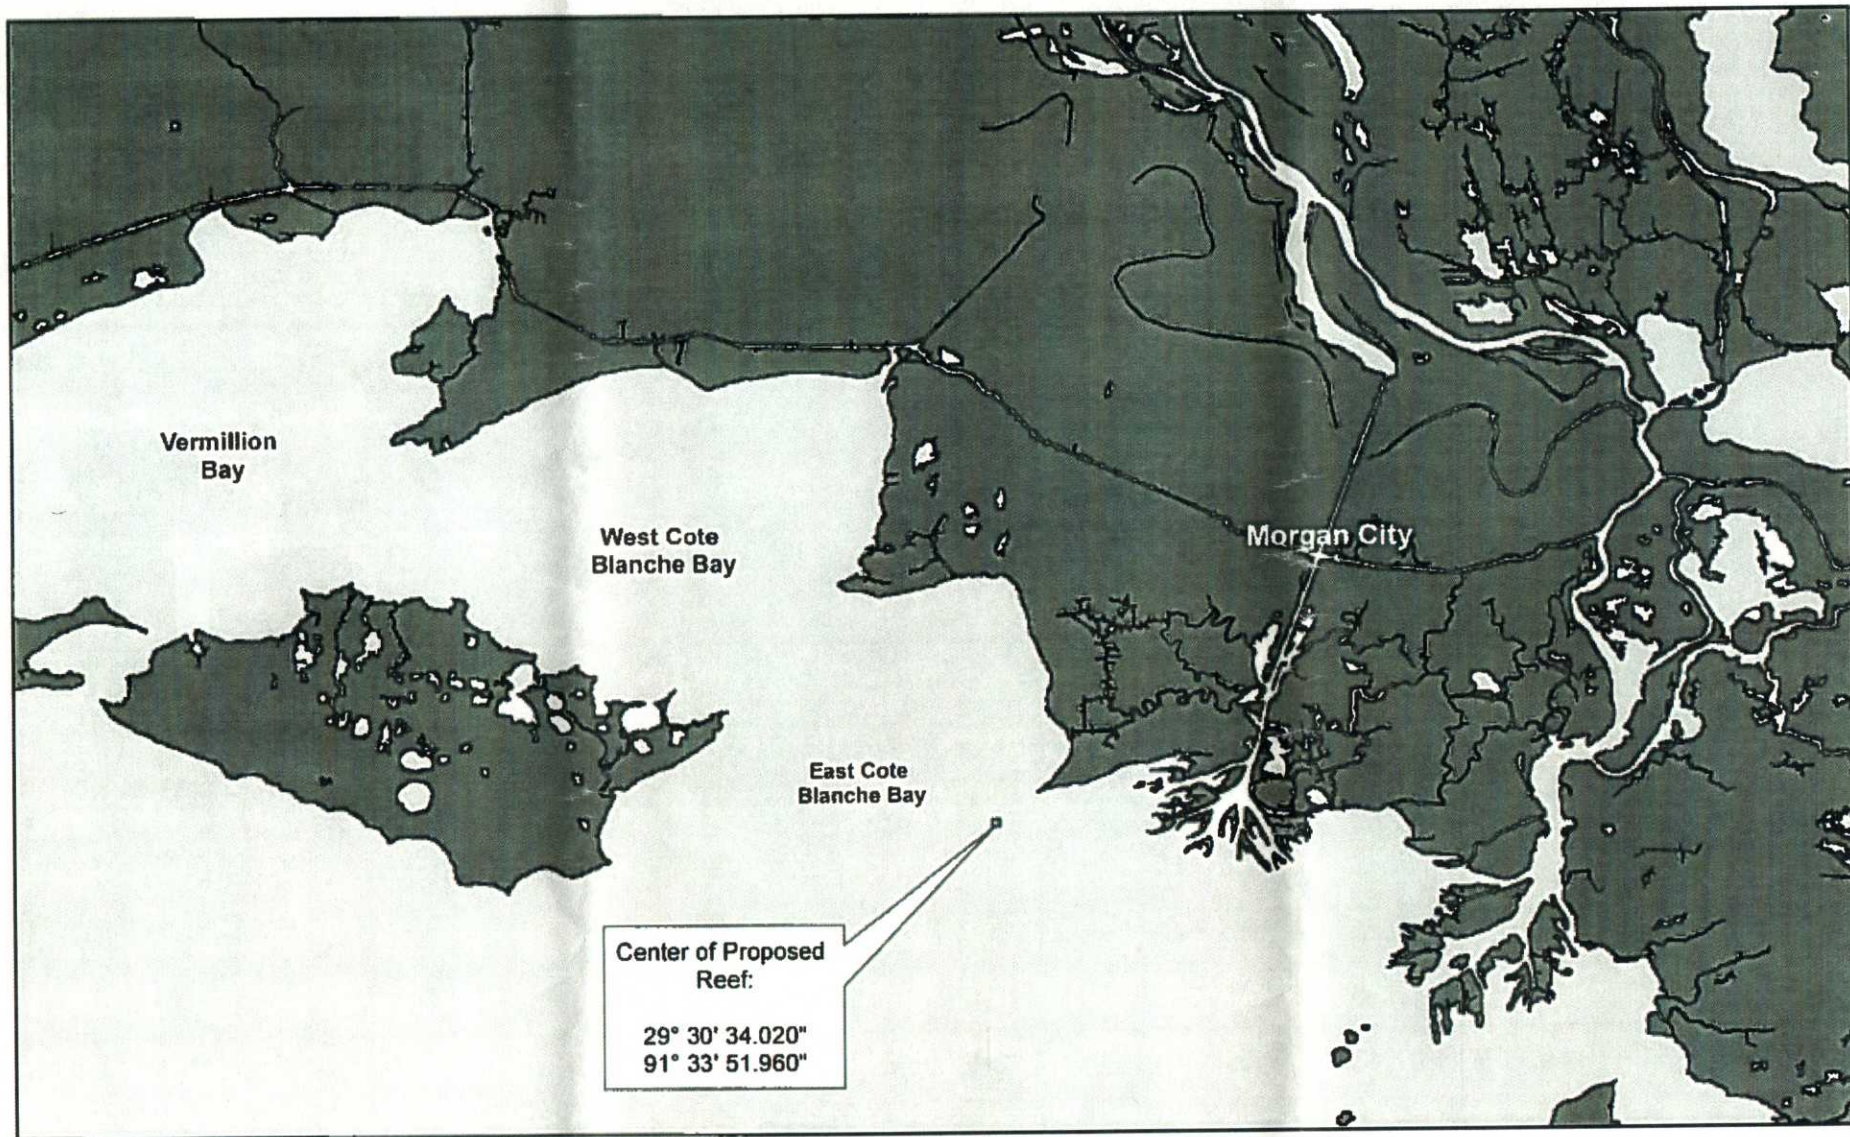 Vermillion
Bay
West Cote
Blanche Bay
Morgan City
East Cote
Blanche Bay
Center of Proposed
Reef:
29° 30' 34.020"
91° 33' 51.960"